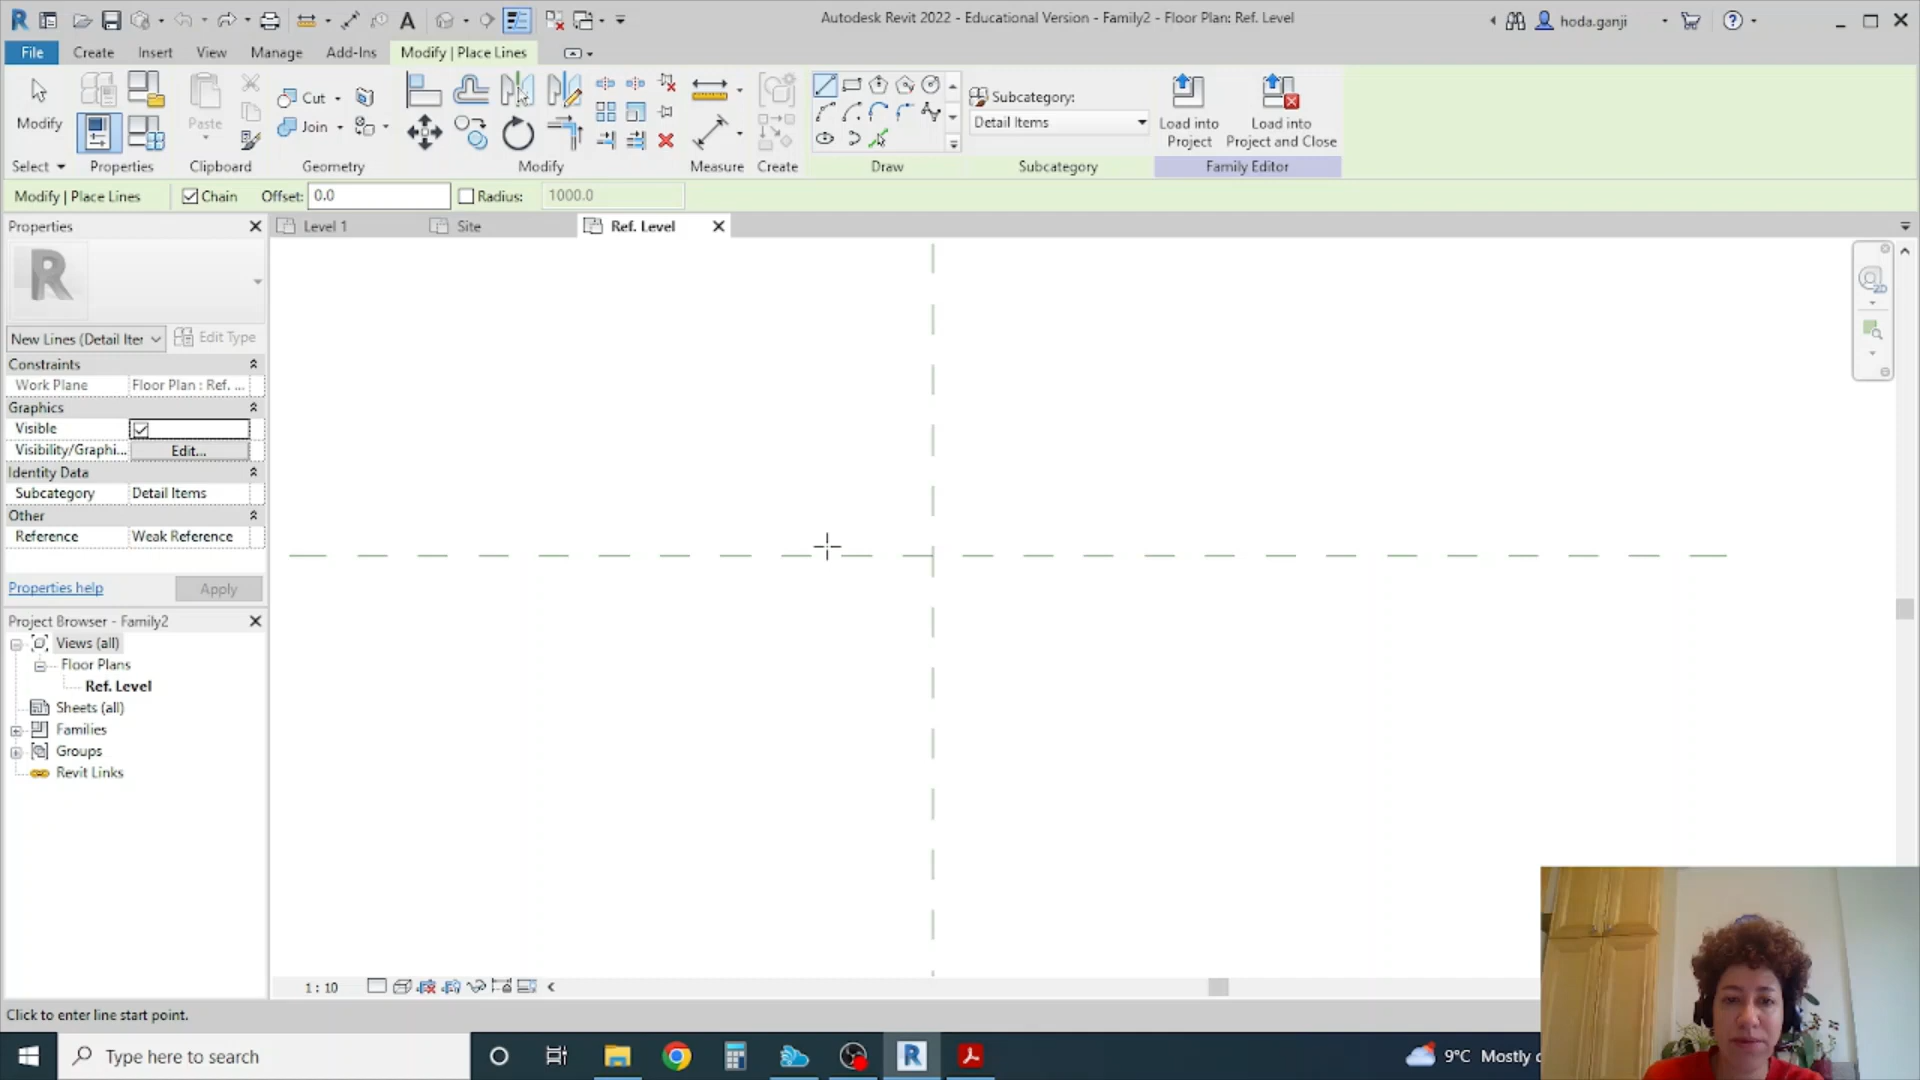 Autodesk Revit 2022 - Educational Version - Family2 - Floor Plan: Ref. Level
hoda.ganji
File Create Insert View Manage Add-Ins Modify | Place Lines
Modify
Paste
Cut
Join
Subcategory:
Detail Items
Load into
Project
Load into
Project and Close
Select Properties Clipboard Geometry Modify Measure Create Draw Subcategory Family Editor
Modify | Place Lines Chain Offset: 0.0 Radius: 1000.0
Properties
Level 1 Site Ref. Level
New Lines (Detail Iter Edit Type
Constraints
Work Plane Floor Plan : Ref. ...
Graphics
Visible
Visibility/Graphi... Edit...
Identity Data
Subcategory Detail Items
Other
Reference Weak Reference
Properties help Apply
Project Browser - Family2
Views (all)
Floor Plans
Ref. Level
Sheets (all)
Families
Groups
Revit Links
1 : 10
Click to enter line start point.
Type here to search
9°C Mostly